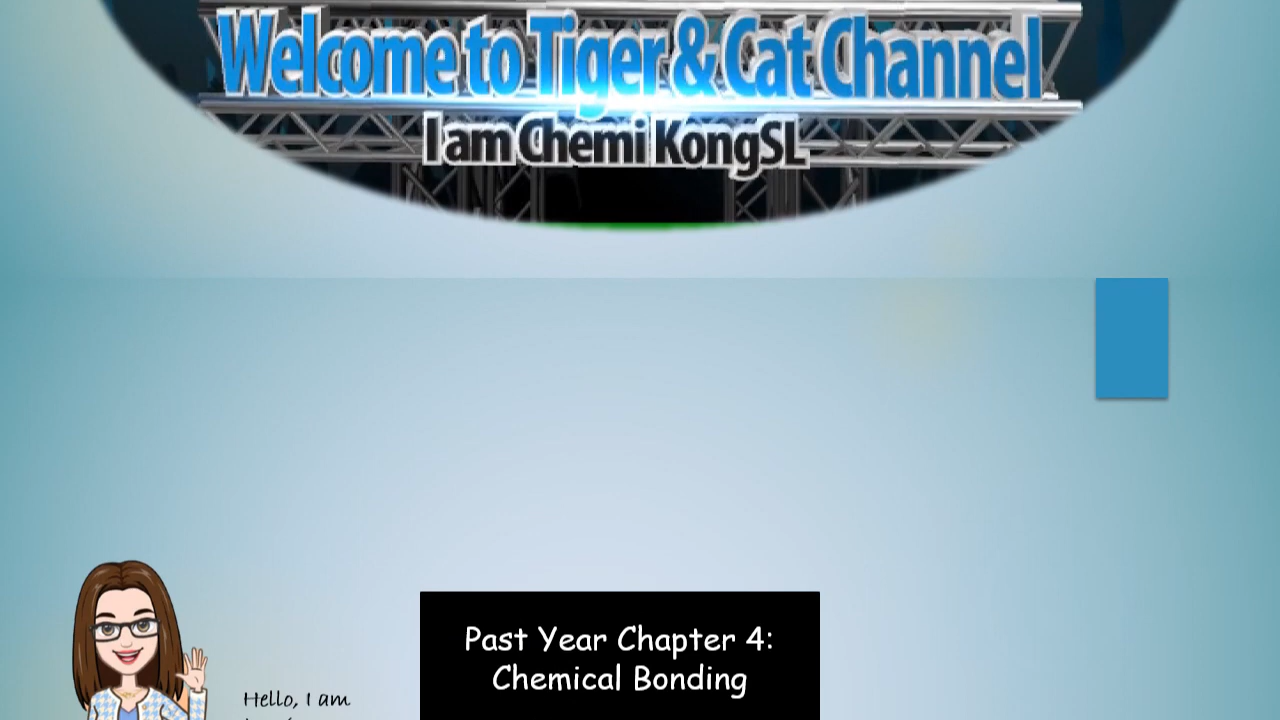 Welcome to Tiger & Cat Channel
I am Chemi KongSL
Past Year Chapter 4:
Chemical Bonding
Hello, I am